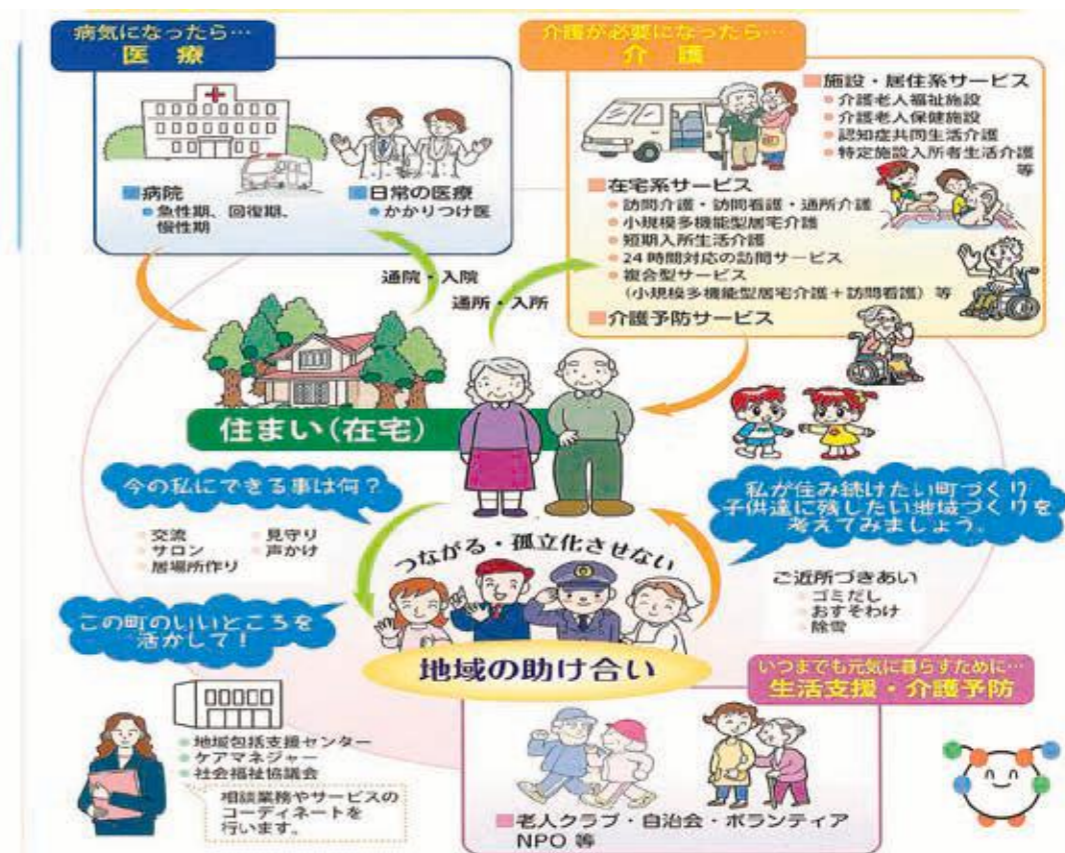 病気になったら…
医療
病院
急性期、回復期、
慢性期
日常の医療
かかりつけ医
介護が必要になったら…
介護
施設・居住系サービス
介護老人福祉施設
介護老人保健施設
認知症共同生活介護
特定施設入所者生活介護
等
在宅系サービス
訪問介護・訪問看護・通所介護
小規模多機能型居宅介護
短期入所生活介護
24時間対応の訪問サービス
複合型サービス
(小規模多機能型居宅介護+訪問看護)等
介護予防サービス
通院・入院
通所・入所
住まい(在宅)
今の私にできる事は何?
交流
見守り
サロン
声かけ
居場所作り
私が住み続けたい町づくり
子供達に残したい地域づくりを
考えてみましょう。
つながる・孤立化させない
ご近所づきあい
ゴミだし
おすそわけ
除雪
この町のいいところを
活かして!
地域の助け合い
いつまでも元気に暮らすために…
生活支援・介護予防
地域包括支援センター
ケアマネジャー
社会福祉協議会
相談業務やサービスの
コーディネートを
行います。
老人クラブ・自治会・ボランティア
NPO 等